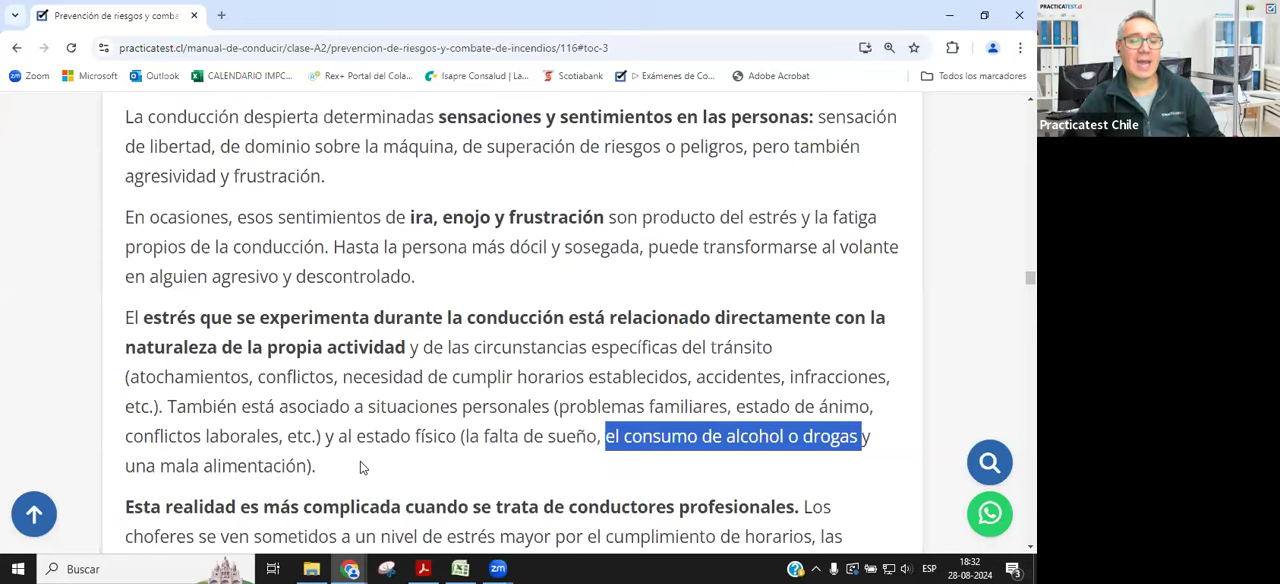 Prevención de riesgos y comba
practicatest.cl/manual-de-conducir/clase-A2/prevencion-de-riesgos-y-combate-de-incendios/116#toc-3
Zoom
Microsoft
Outlook
CALENDARIO IMPC...
Rex+ Portal del Cola...
Isapre Consalud | La...
Scotiabank
▷ Exámenes de Co...
Adobe Acrobat
Todos los marcadores
PRACTICATEST.cl
Practicatest Chile
La conducción despierta determinadas sensaciones y sentimientos en las personas: sensación
de libertad, de dominio sobre la máquina, de superación de riesgos o peligros, pero también
agresividad y frustración.
En ocasiones, esos sentimientos de ira, enojo y frustración son producto del estrés y la fatiga
propios de la conducción. Hasta la persona más dócil y sosegada, puede transformarse al volante
en alguien agresivo y descontrolado.
El estrés que se experimenta durante la conducción está relacionado directamente con la
naturaleza de la propia actividad y de las circunstancias específicas del tránsito
(atochamientos, conflictos, necesidad de cumplir horarios establecidos, accidentes, infracciones,
etc.). También está asociado a situaciones personales (problemas familiares, estado de ánimo,
conflictos laborales, etc.) y al estado físico (la falta de sueño, el consumo de alcohol o drogas y
una mala alimentación).
Esta realidad es más complicada cuando se trata de conductores profesionales. Los
choferes se ven sometidos a un nivel de estrés mayor por el cumplimiento de horarios, las
Buscar
zm
ESP
18:32
28-08-2024
3